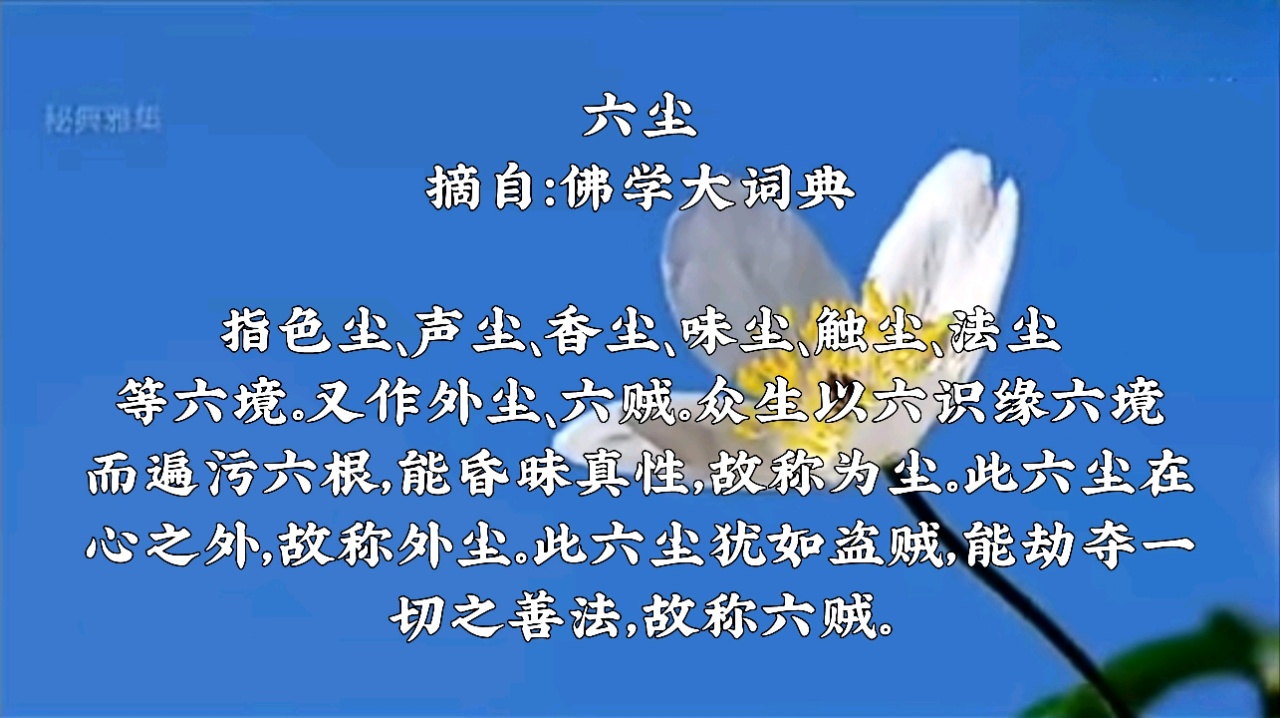 秘典雅集
六尘
摘自:佛学大词典
指色尘、声尘、香尘、味尘、触尘、法尘
等六境。又作外尘、六贼。众生以六识缘六境
而遍污六根,能昏昧真性,故称为尘。此六尘在
心之外,故称外尘。此六尘犹如盗贼,能劫夺一
切之善法,故称六贼。